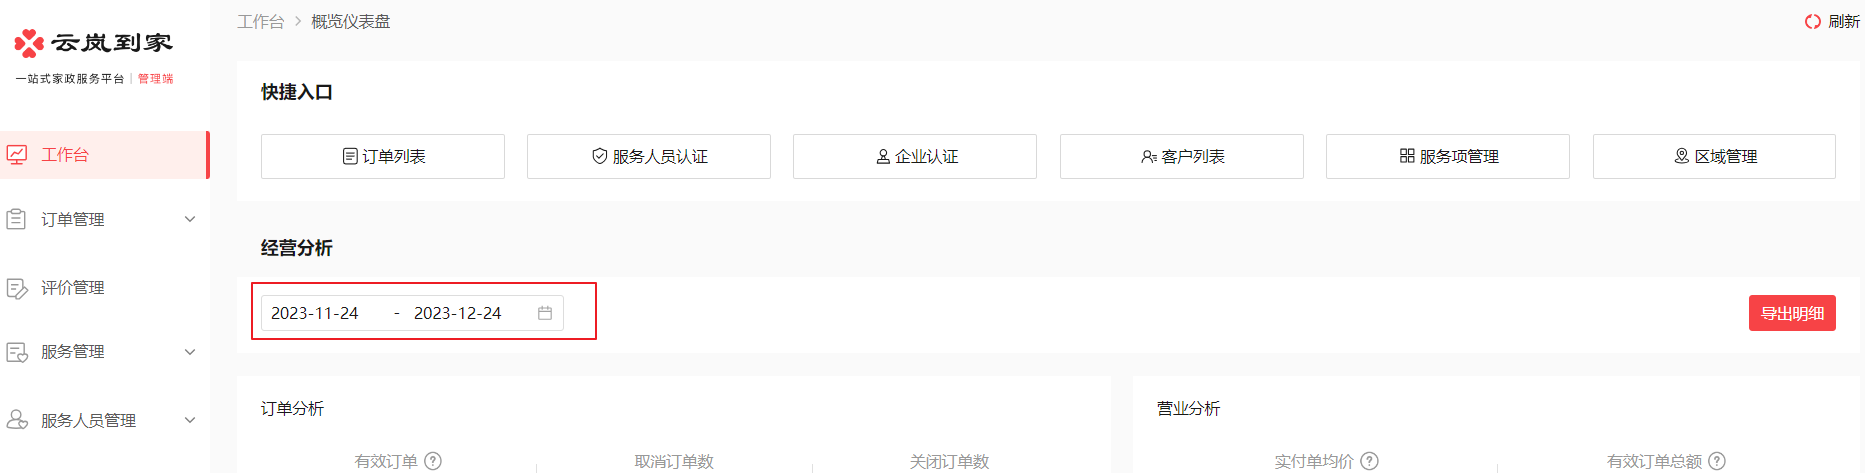 云岚到家
一站式家政服务平台 | 管理端
工作台
订单管理
评价管理
服务管理
服务人员管理
工作台 > 概览仪表盘
刷新
快捷入口
订单列表 服务人员认证 企业认证 客户列表 服务项管理 区域管理
经营分析
2023-11-24 - 2023-12-24
导出明细
订单分析
有效订单 ? 取消订单数 关闭订单数
营业分析
实付单均价 ? 有效订单总额 ?